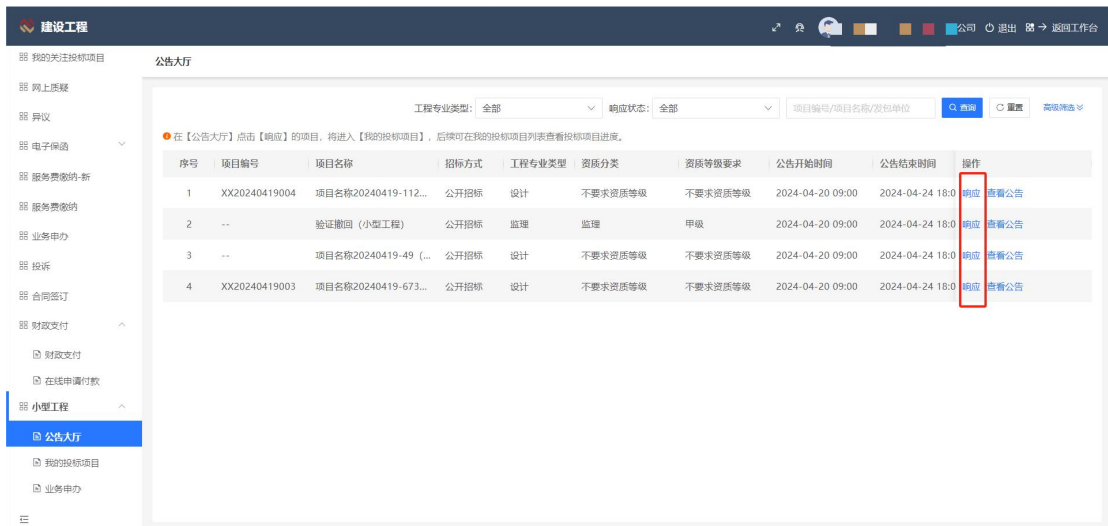 建设工程
公司 退出 返回工作台
我的关注投标项目
网上质疑
异议
电子保函
服务费缴纳-新
服务费缴纳
业务申办
投诉
合同签订
财政支付
财政支付
在线申请付款
小型工程
公告大厅
我的投标项目
业务申办
公告大厅
工程专业类型: 全部 响应状态: 全部 项目编号/项目名称/发包单位 查询 重置 高级筛选
在【公告大厅】点击【响应】的项目，将进入【我的投标项目】，后续可在我的投标项目列表查看投标项目进度。
序号 项目编号 项目名称 招标方式 工程专业类型 资质分类 资质等级要求 公告开始时间 公告结束时间 操作
1 XX20240419004 项目名称20240419-112... 公开招标 设计 不要求资质等级 不要求资质等级 2024-04-20 09:00 2024-04-24 18:0 响应 查看公告
2 -- 验证撤回（小型工程） 公开招标 监理 监理 甲级 2024-04-20 09:00 2024-04-24 18:0 响应 查看公告
3 -- 项目名称20240419-49（... 公开招标 设计 不要求资质等级 不要求资质等级 2024-04-20 09:00 2024-04-24 18:0 响应 查看公告
4 XX20240419003 项目名称20240419-673... 公开招标 设计 不要求资质等级 不要求资质等级 2024-04-20 09:00 2024-04-24 18:0 响应 查看公告